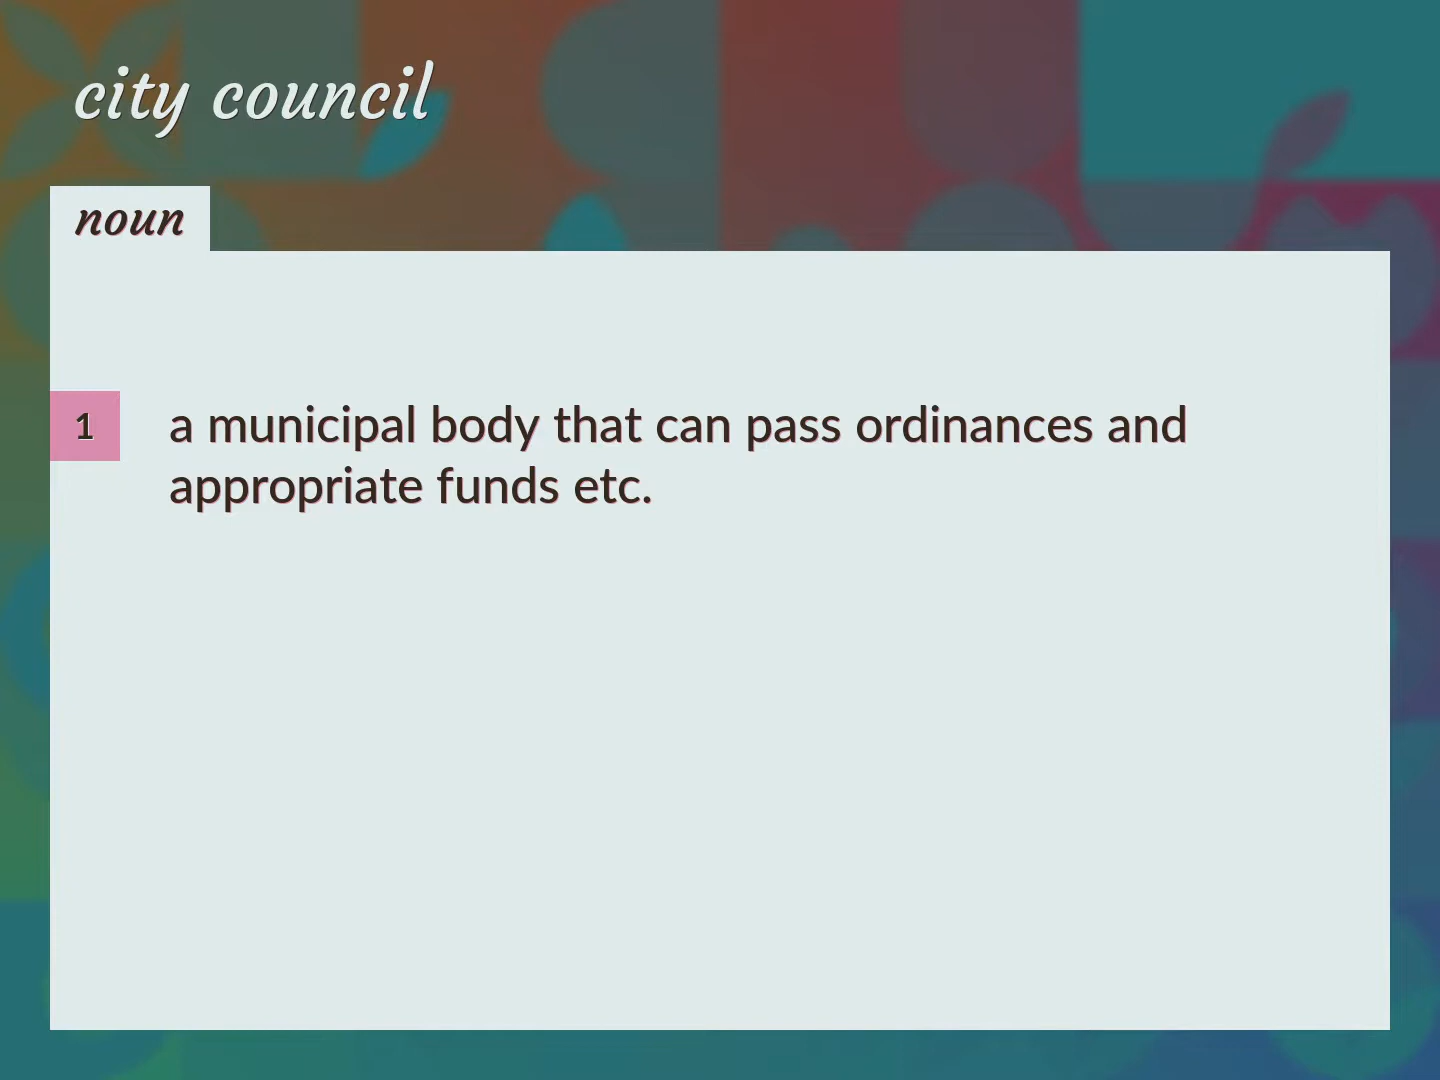 city council
noun
1
a municipal body that can pass ordinances and
appropriate funds etc.